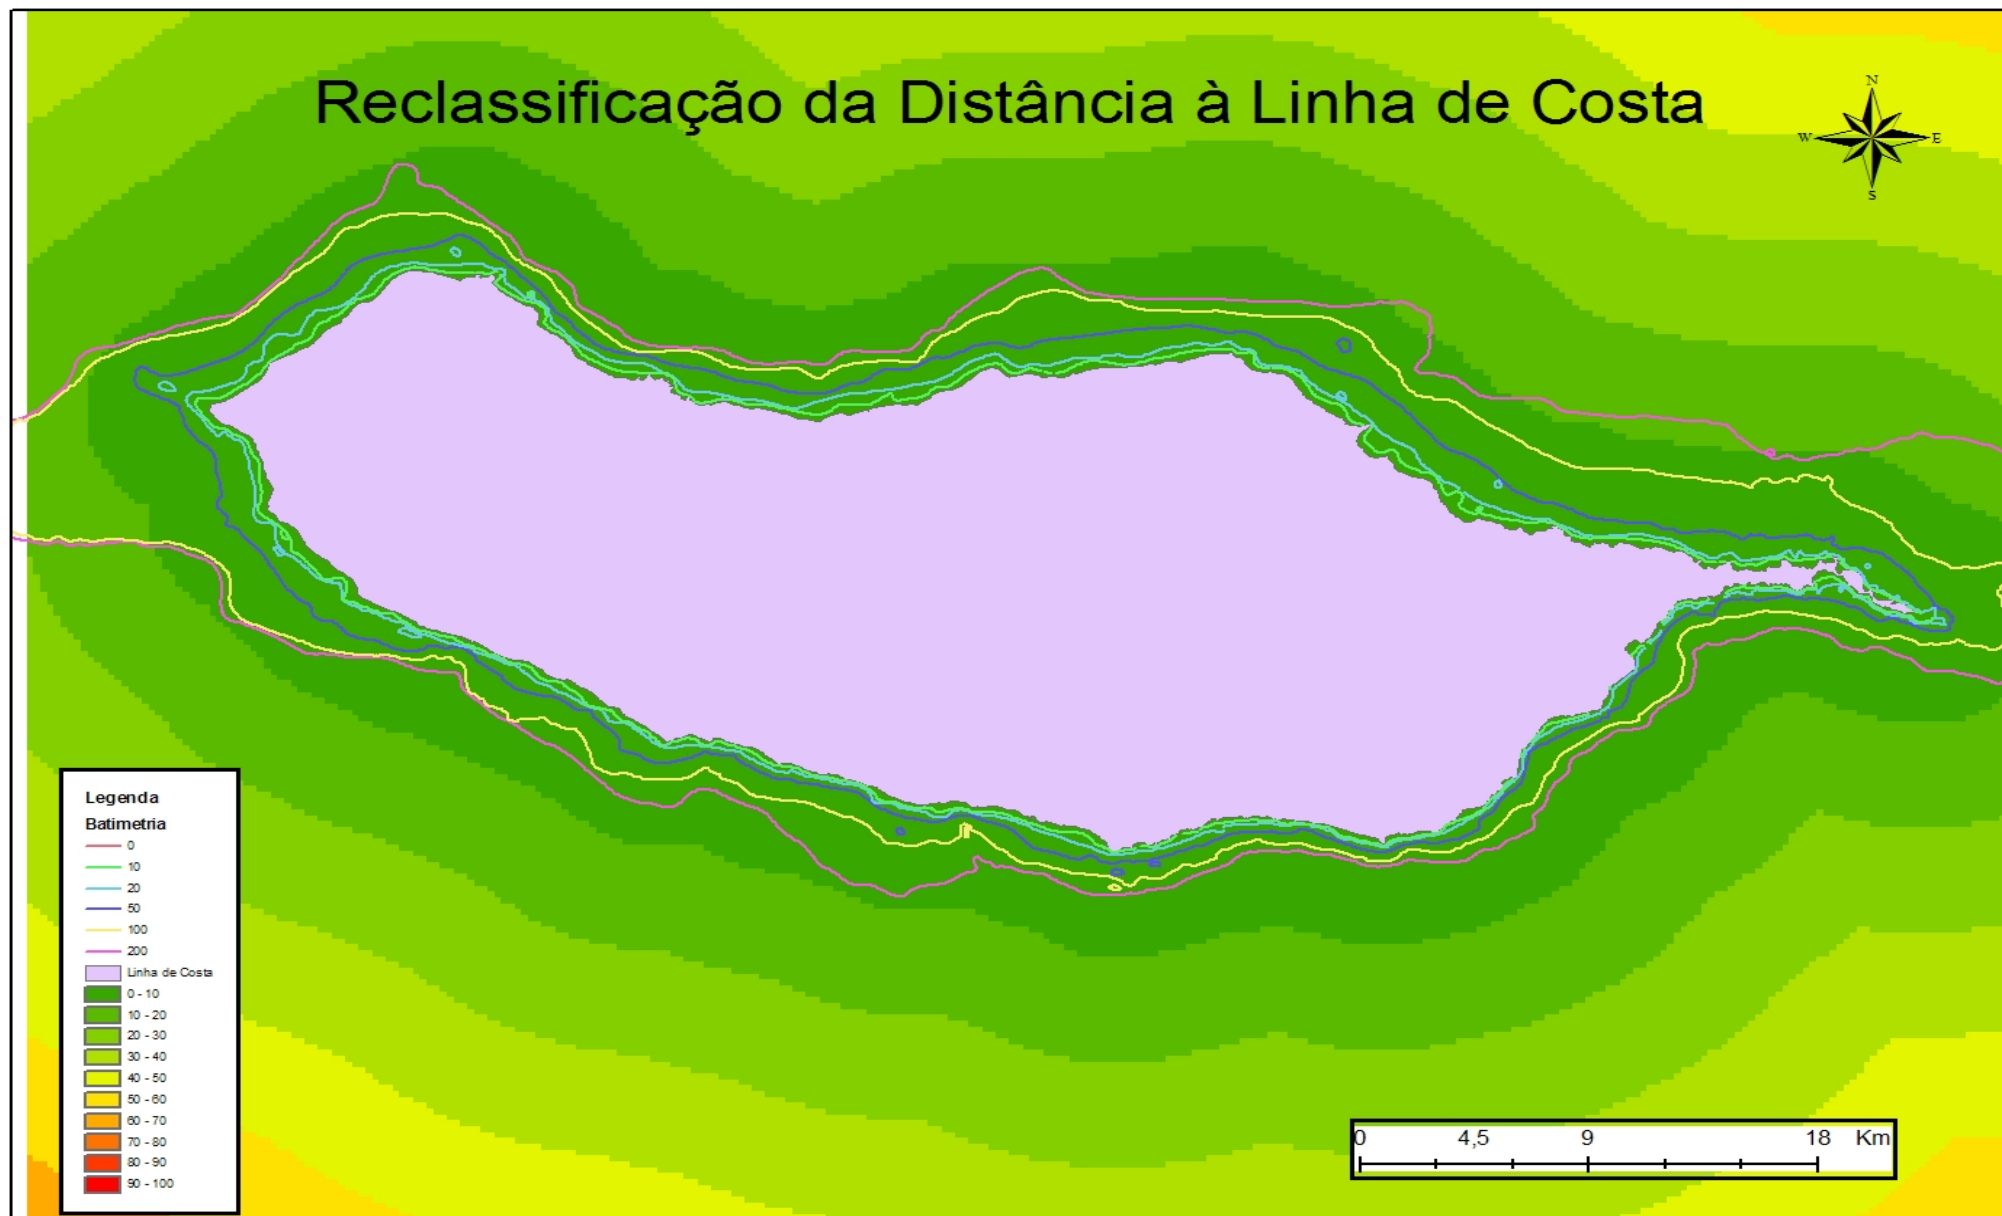 Reclassificação da Distância à Linha de Costa
N
W E
S
Legenda
Batimetria
0
10
20
50
100
200
Linha de Costa
0 - 10
10 - 20
20 - 30
30 - 40
40 - 50
50 - 60
60 - 70
70 - 80
80 - 90
90 - 100
0 4,5 9 18 Km